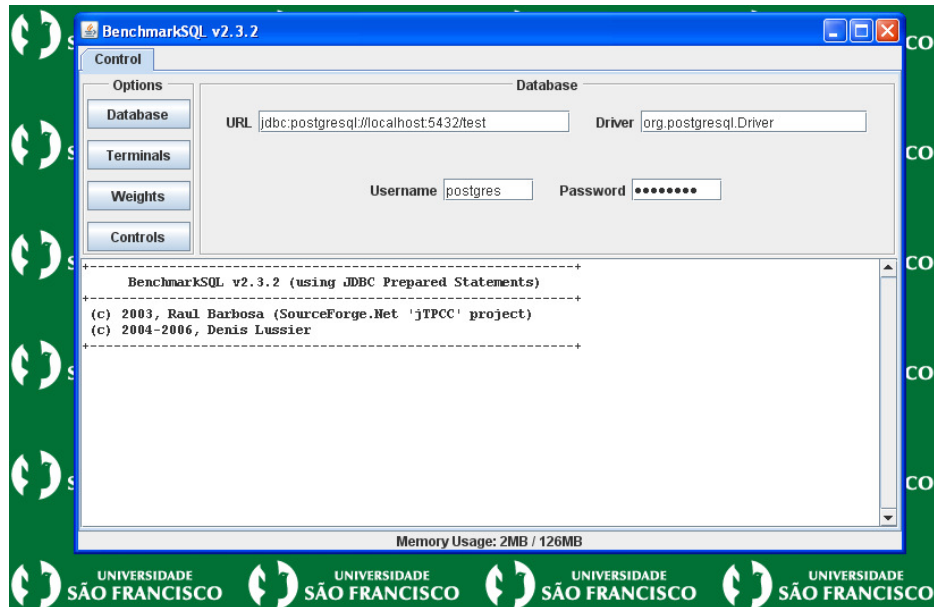 BenchmarkSQL v2.3.2
Control
Options
Database
Database
Terminals
Weights
Controls
URL jdbc:postgresql://localhost:5432/test Driver org.postgresql.Driver
Username postgres Password ●●●●●●●●
+-------------------------------------------------------------+
BenchmarkSQL v2.3.2 (using JDBC Prepared Statements)
+-------------------------------------------------------------+
(c) 2003, Raul Barbosa (SourceForge.Net 'jTPCC' project)
(c) 2004-2006, Denis Lussier
+-------------------------------------------------------------+
Memory Usage: 2MB / 126MB
UNIVERSIDADE UNIVERSIDADE UNIVERSIDADE UNIVERSIDADE
SÃO FRANCISCO SÃO FRANCISCO SÃO FRANCISCO SÃO FRANCISCO